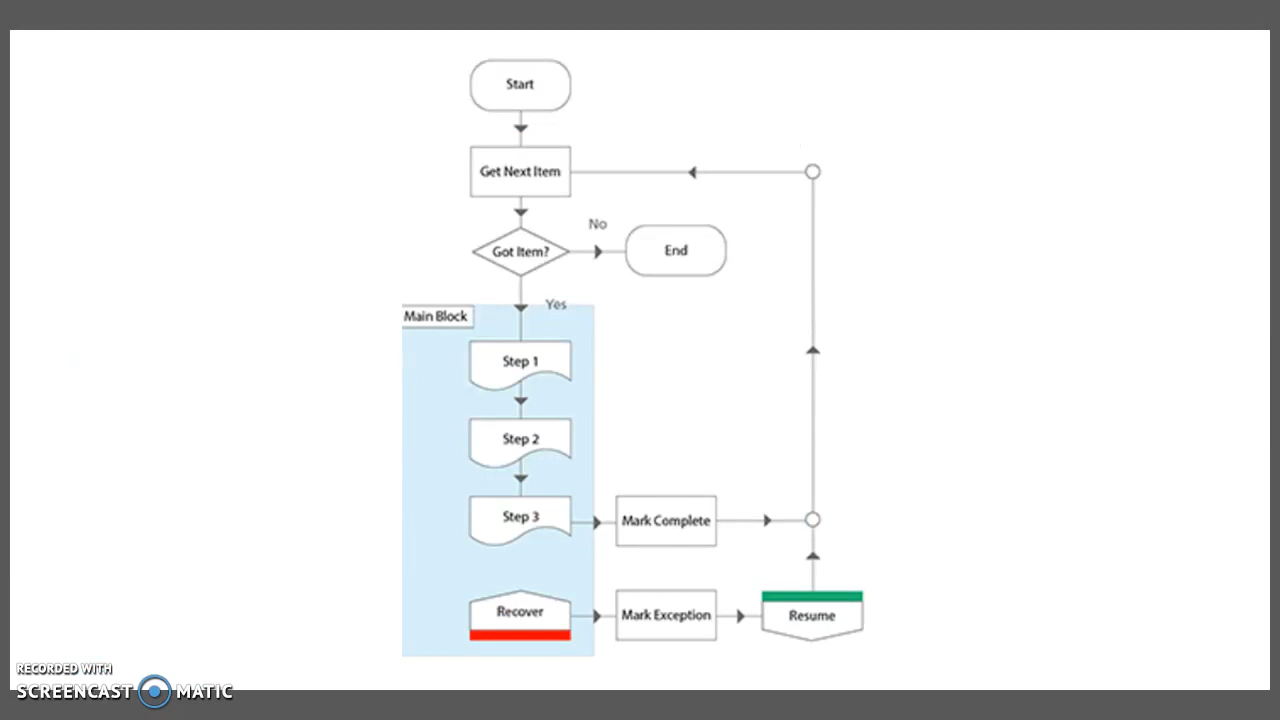 Start
Get Next Item
No
Got Item?
End
Yes
Main Block
Step 1
Step 2
Step 3
Mark Complete
Recover
Mark Exception
Resume
RECORDED WITH
SCREENCAST MATIC